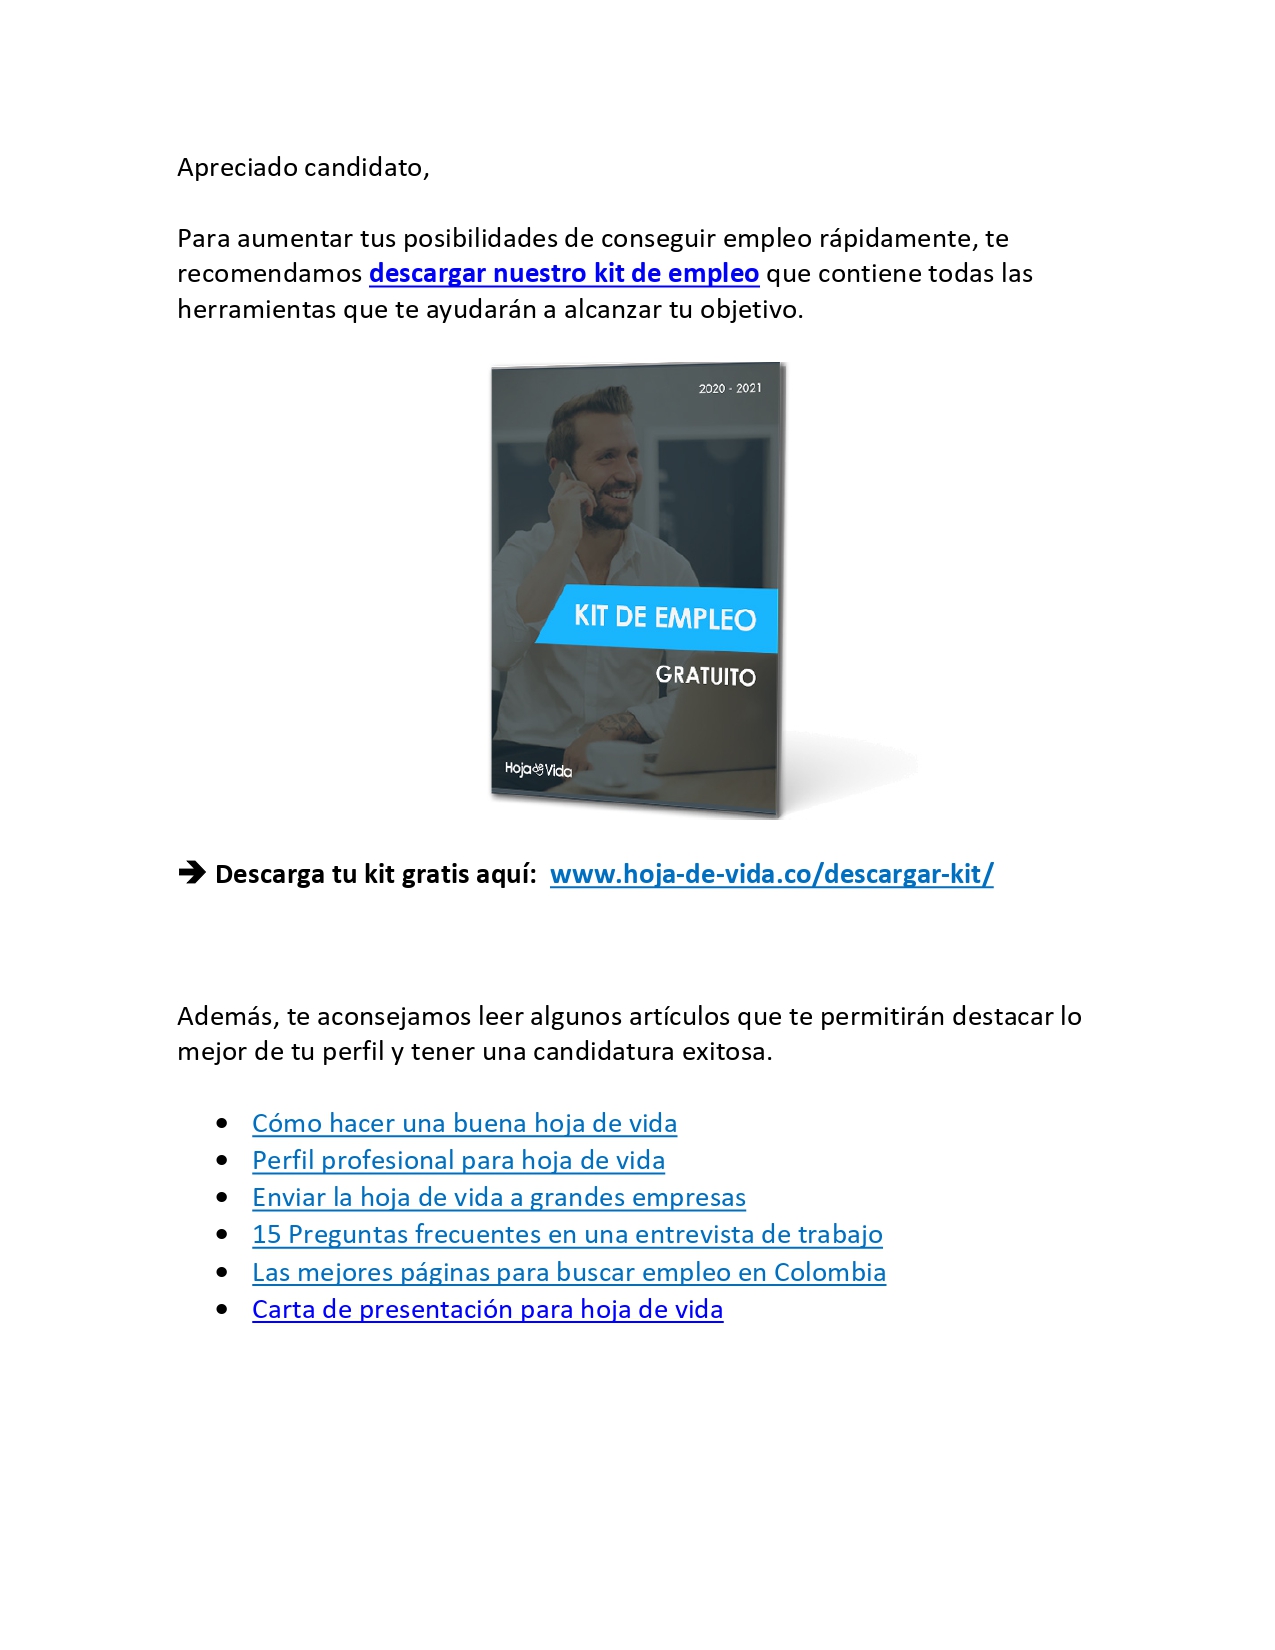 Apreciado candidato,
Para aumentar tus posibilidades de conseguir empleo rápidamente, te
recomendamos descargar nuestro kit de empleo que contiene todas las
herramientas que te ayudarán a alcanzar tu objetivo.
2020 - 2021
KIT DE EMPLEO
GRATUITO
Hoja de Vida
➔ Descarga tu kit gratis aquí: www.hoja-de-vida.co/descargar-kit/
Además, te aconsejamos leer algunos artículos que te permitirán destacar lo
mejor de tu perfil y tener una candidatura exitosa.
• Cómo hacer una buena hoja de vida
• Perfil profesional para hoja de vida
• Enviar la hoja de vida a grandes empresas
• 15 Preguntas frecuentes en una entrevista de trabajo
• Las mejores páginas para buscar empleo en Colombia
• Carta de presentación para hoja de vida